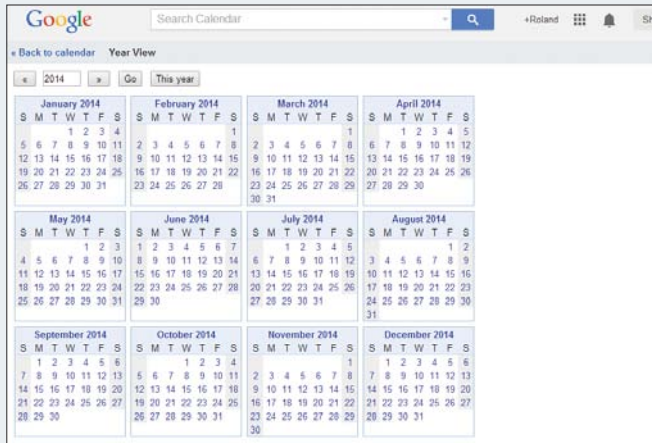 Google Search Calendar +Roland Sh
« Back to calendar Year View
« 2014 » Go This year
January 2014 February 2014 March 2014 April 2014
S M T W T F S S M T W T F S S M T W T F S S M T W T F S
1 2 3 4 1 1 1 2 3 4 5
5 6 7 8 9 10 11 2 3 4 5 6 7 8 2 3 4 5 6 7 8 6 7 8 9 10 11 12
12 13 14 15 16 17 18 9 10 11 12 13 14 15 9 10 11 12 13 14 15 13 14 15 16 17 18 19
19 20 21 22 23 24 25 16 17 18 19 20 21 22 16 17 18 19 20 21 22 20 21 22 23 24 25 26
26 27 28 29 30 31 23 24 25 26 27 28 23 24 25 26 27 28 29 27 28 29 30
30 31
May 2014 June 2014 July 2014 August 2014
S M T W T F S S M T W T F S S M T W T F S S M T W T F S
1 2 3 1 2 3 4 5 6 7 1 2 3 4 5 1 2
4 5 6 7 8 9 10 8 9 10 11 12 13 14 6 7 8 9 10 11 12 3 4 5 6 7 8 9
11 12 13 14 15 16 17 15 16 17 18 19 20 21 13 14 15 16 17 18 19 10 11 12 13 14 15 16
18 19 20 21 22 23 24 22 23 24 25 26 27 28 20 21 22 23 24 25 26 17 18 19 20 21 22 23
25 26 27 28 29 30 31 29 30 27 28 29 30 31 24 25 26 27 28 29 30
31
September 2014 October 2014 November 2014 December 2014
S M T W T F S S M T W T F S S M T W T F S S M T W T F S
1 2 3 4 5 6 1 2 3 4 1 1 2 3 4 5 6
7 8 9 10 11 12 13 5 6 7 8 9 10 11 2 3 4 5 6 7 8 7 8 9 10 11 12 13
14 15 16 17 18 19 20 12 13 14 15 16 17 18 9 10 11 12 13 14 15 14 15 16 17 18 19 20
21 22 23 24 25 26 27 19 20 21 22 23 24 25 16 17 18 19 20 21 22 21 22 23 24 25 26 27
28 29 30 26 27 28 29 30 31 23 24 25 26 27 28 29 28 29 30 31
30